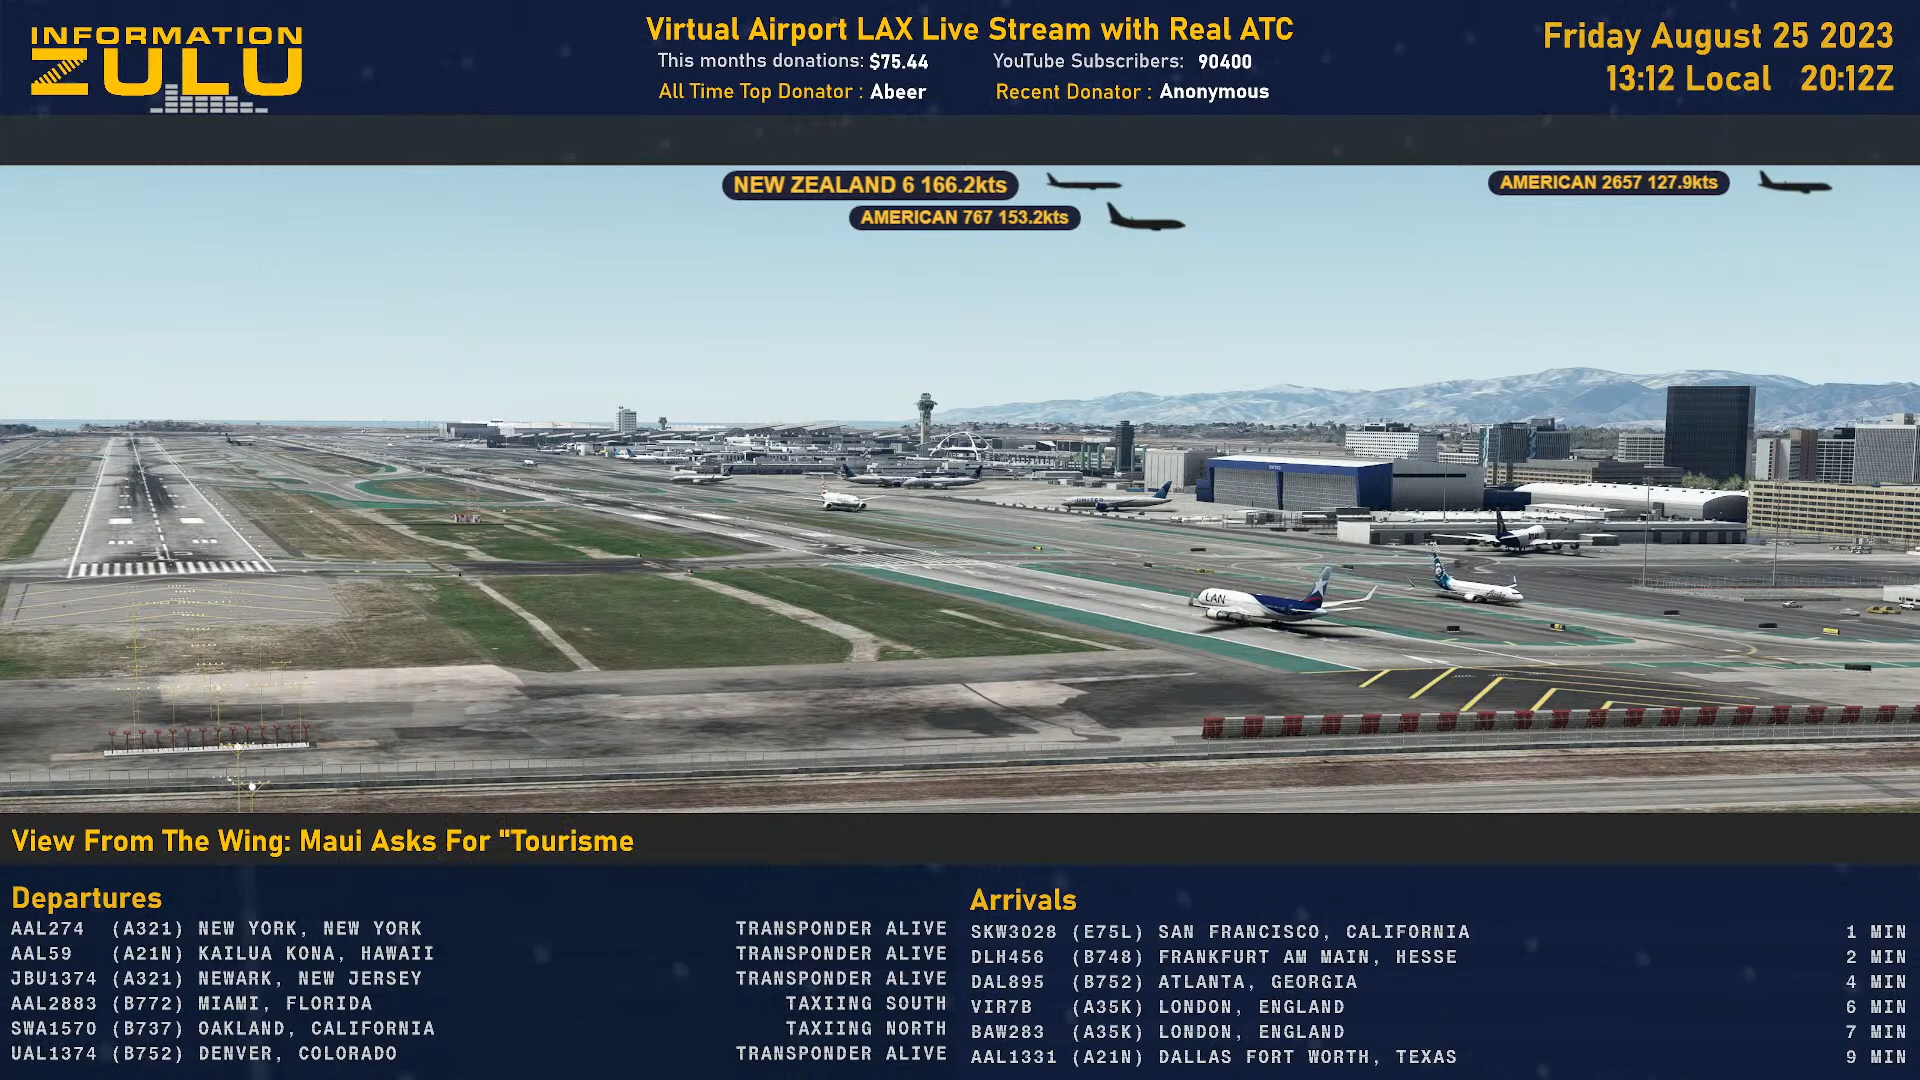 INFORMATION
ZULU
Virtual Airport LAX Live Stream with Real ATC
This months donations: $75.44 YouTube Subscribers: 90400
All Time Top Donator : Abeer Recent Donator : Anonymous
Friday August 25 2023
13:12 Local 20:12Z
NEW ZEALAND 6 166.2kts
AMERICAN 2657 127.9kts
AMERICAN 767 153.2kts
UNITED
LAN
Alaska
View From The Wing: Maui Asks For "Tourisme
Departures
AAL274 (A321) NEW YORK, NEW YORK TRANSPONDER ALIVE
AAL59 (A21N) KAILUA KONA, HAWAII TRANSPONDER ALIVE
JBU1374 (A321) NEWARK, NEW JERSEY TRANSPONDER ALIVE
AAL2883 (B772) MIAMI, FLORIDA TAXIING SOUTH
SWA1570 (B737) OAKLAND, CALIFORNIA TAXIING NORTH
UAL1374 (B752) DENVER, COLORADO TRANSPONDER ALIVE
Arrivals
SKW3028 (E75L) SAN FRANCISCO, CALIFORNIA 1 MIN
DLH456 (B748) FRANKFURT AM MAIN, HESSE 2 MIN
DAL895 (B752) ATLANTA, GEORGIA 4 MIN
VIR7B (A35K) LONDON, ENGLAND 6 MIN
BAW283 (A35K) LONDON, ENGLAND 7 MIN
AAL1331 (A21N) DALLAS FORT WORTH, TEXAS 9 MIN